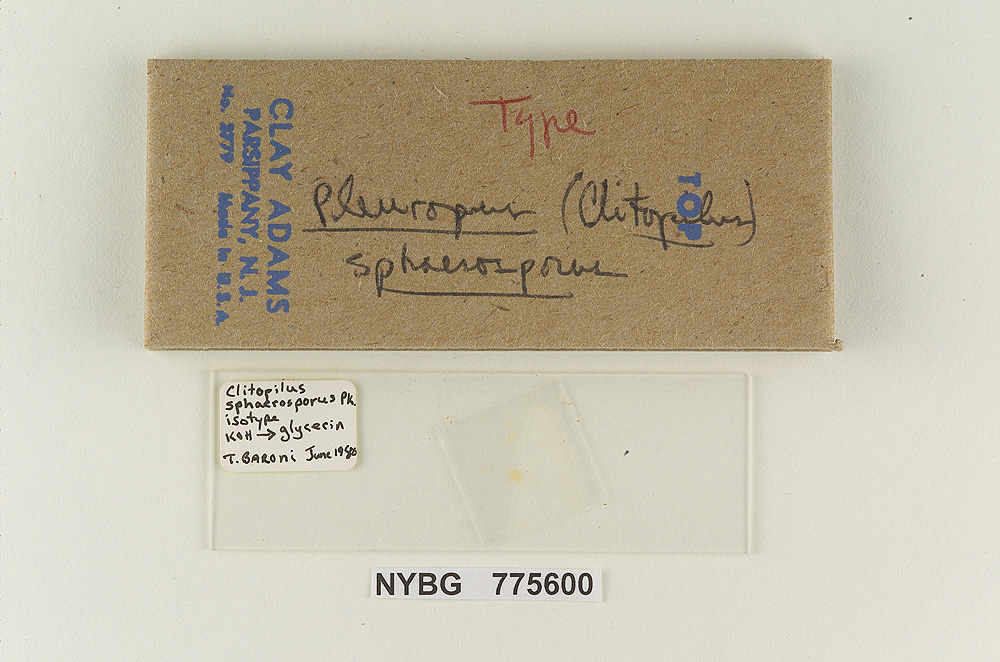 Type
Pleuropus (Clitopilus)
sphaerosporus
TOP
CLAY ADAMS
PARSIPPANY, N. J.
No. 3770 Made in U.S.A.
Clitopilus
sphaerosporus Pk.
isotype
KOH → glycerin
T. BARONI June 1980
NYBG 775600